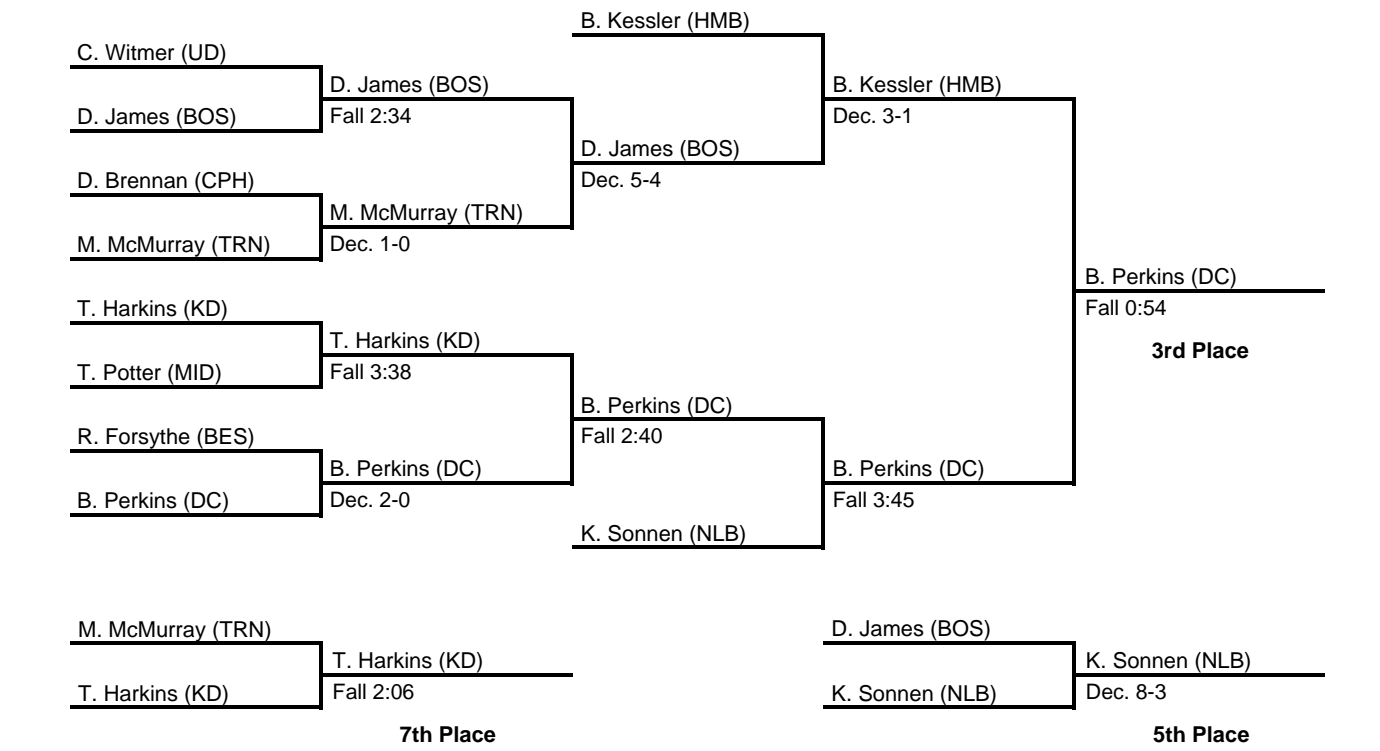 B. Kessler (HMB)
C. Witmer (UD)
D. James (BOS)
B. Kessler (HMB)
D. James (BOS)
Fall 2:34
Dec. 3-1
D. James (BOS)
D. Brennan (CPH)
Dec. 5-4
M. McMurray (TRN)
M. McMurray (TRN)
Dec. 1-0
B. Perkins (DC)
T. Harkins (KD)
Fall 0:54
T. Harkins (KD)
3rd Place
T. Potter (MID)
Fall 3:38
B. Perkins (DC)
R. Forsythe (BES)
Fall 2:40
B. Perkins (DC)
B. Perkins (DC)
B. Perkins (DC)
Dec. 2-0
Fall 3:45
K. Sonnen (NLB)
M. McMurray (TRN)
D. James (BOS)
T. Harkins (KD)
K. Sonnen (NLB)
T. Harkins (KD)
Fall 2:06
K. Sonnen (NLB)
Dec. 8-3
7th Place
5th Place